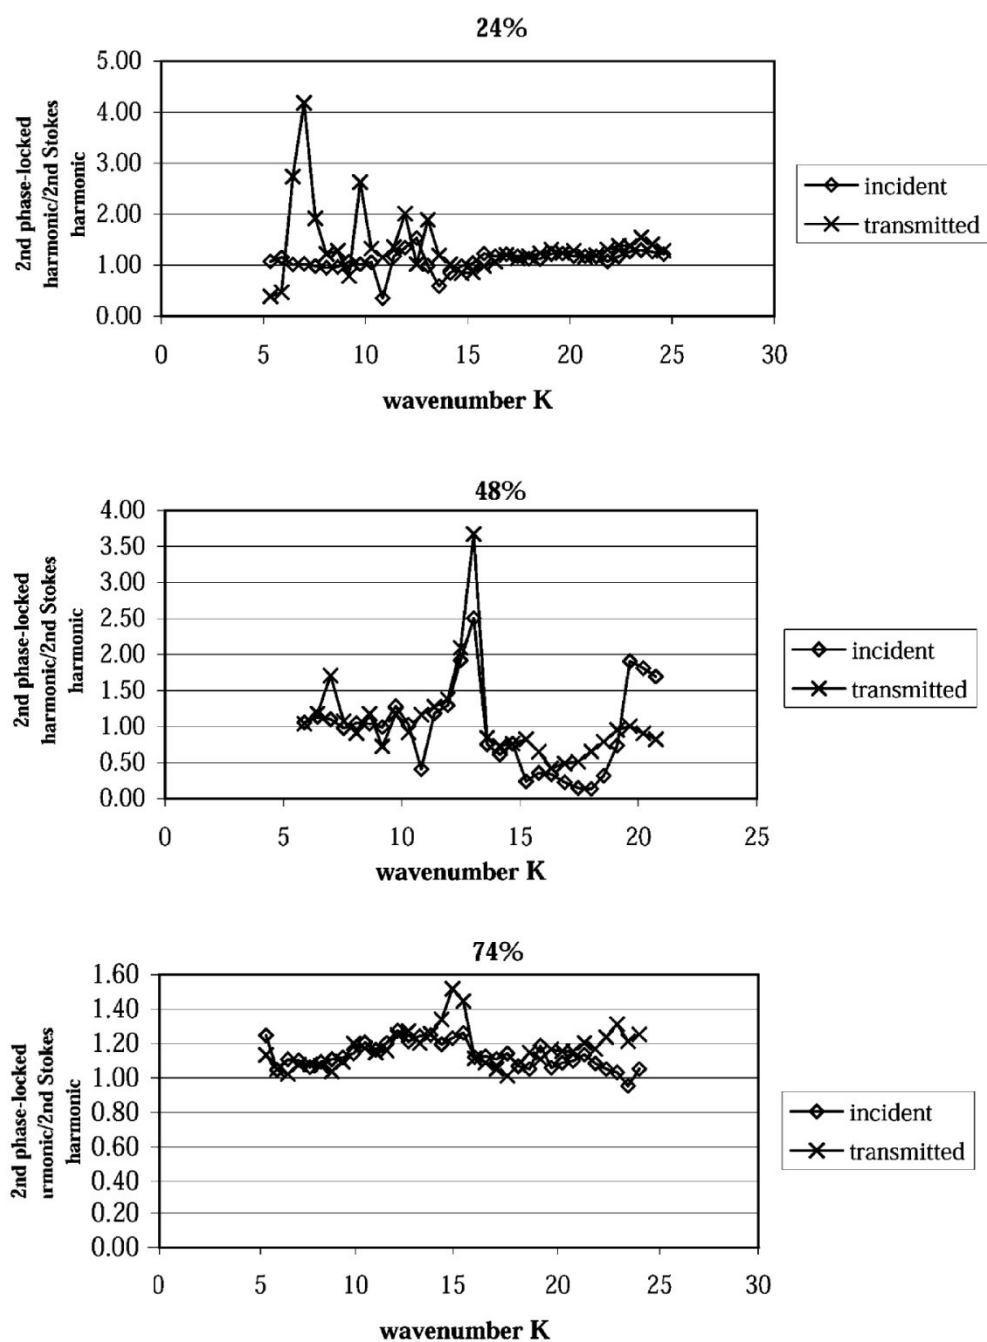 24%
2nd phase-locked
harmonic/2nd Stokes
harmonic
5.00
4.00
3.00
2.00
1.00
0.00
0 5 10 15 20 25 30
wavenumber K
incident
transmitted
48%
2nd phase-locked
harmonic/2nd Stokes
harmonic
4.00
3.50
3.00
2.50
2.00
1.50
1.00
0.50
0.00
0 5 10 15 20 25
wavenumber K
incident
transmitted
74%
2nd phase-locked
ırmonic/2nd Stokes
harmonic
1.60
1.40
1.20
1.00
0.80
0.60
0.40
0.20
0.00
0 5 10 15 20 25 30
wavenumber K
incident
transmitted